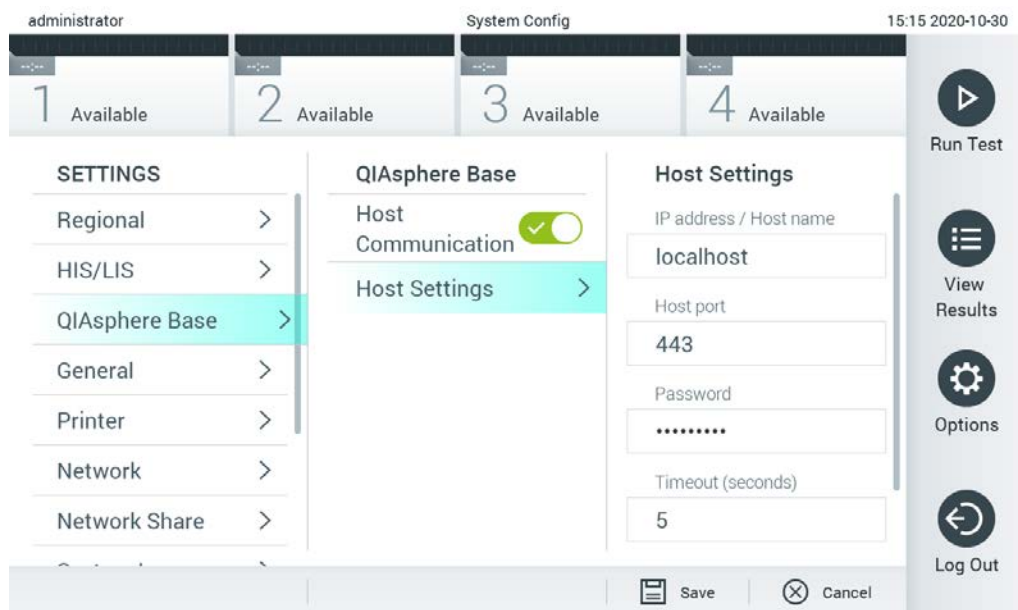 administrator
System Config
15:15 2020-10-30
--:--
--:--
--:--
--:--
1 Available
2 Available
3 Available
4 Available
Run Test
View
Results
Options
Log Out
SETTINGS
Regional
HIS/LIS
QIAsphere Base
General
Printer
Network
Network Share
QIAsphere Base
Host
Communication
Host Settings
Host Settings
IP address / Host name
localhost
Host port
443
Password
•••••••••
Timeout (seconds)
5
Save
Cancel